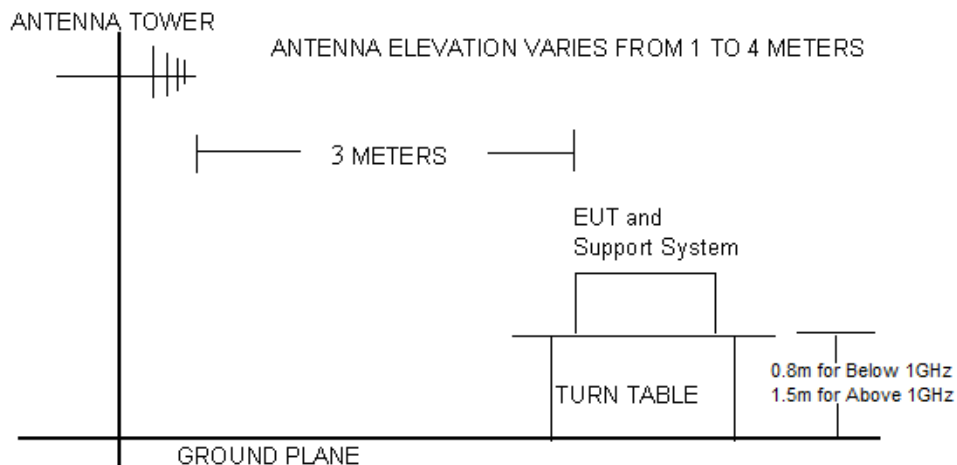 ANTENNA TOWER
ANTENNA ELEVATION VARIES FROM 1 TO 4 METERS
3 METERS
EUT and
Support System
0.8m for Below 1GHz
1.5m for Above 1GHz
TURN TABLE
GROUND PLANE